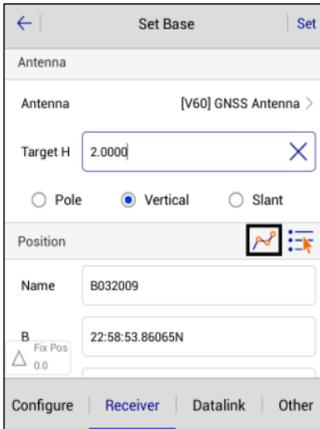 Set Base
Set
Antenna
Antenna [V60] GNSS Antenna >
Target H 2.0000
Pole Vertical Slant
Position
Name B032009
B 22:58:53.86065N
Fix Pos
0.0
Configure Receiver Datalink Other